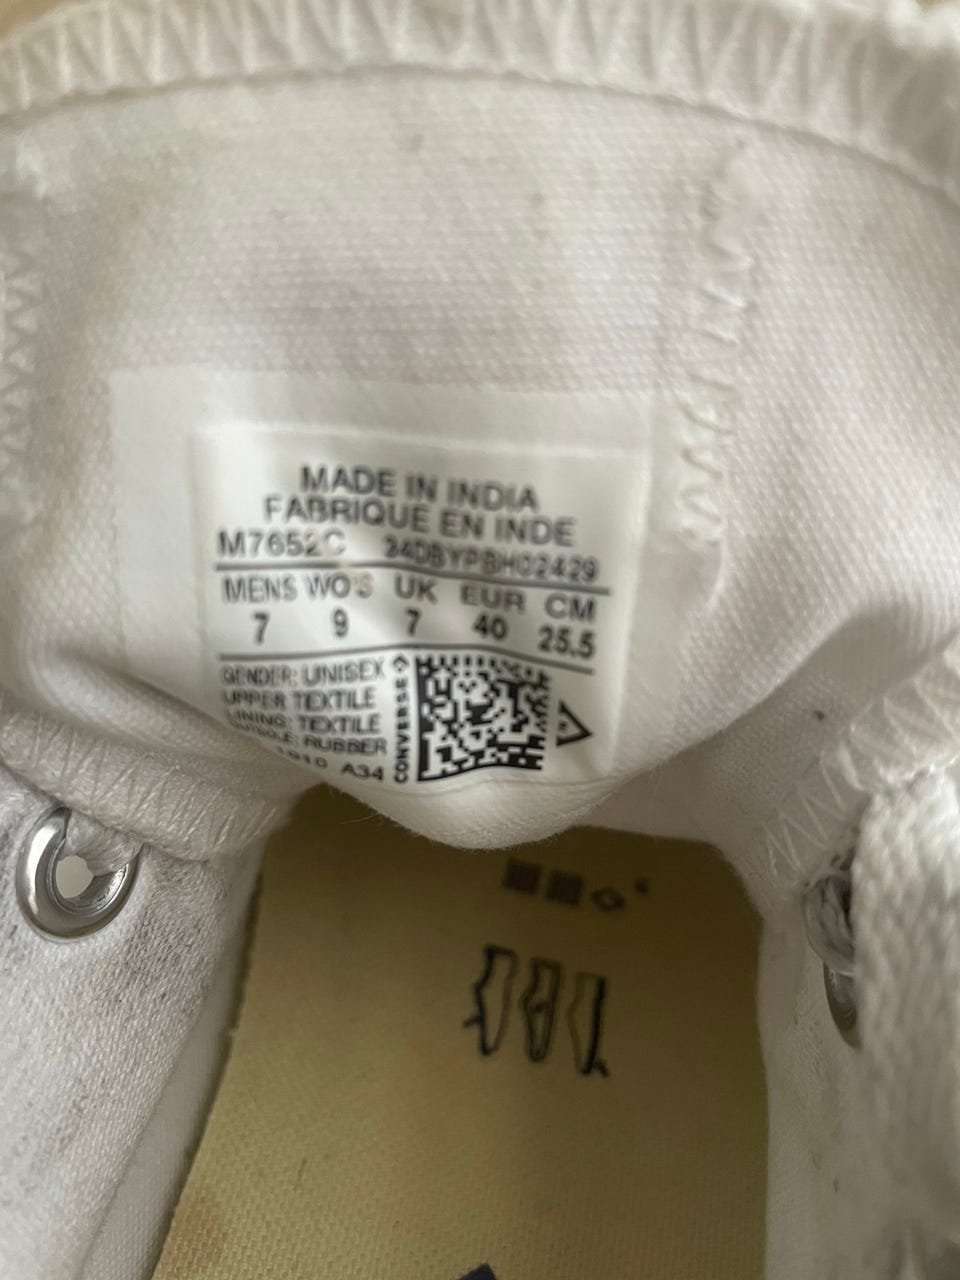 MADE IN INDIA
FABRIQUE EN INDE
M7652C 24DBYPBH02429
MENS WO'S UK EUR CM
7 9 7 40 25.5
GENDER: UNISEX
UPPER TEXTILE
LINING: TEXTILE
RUBBER
A34
CONVERSE